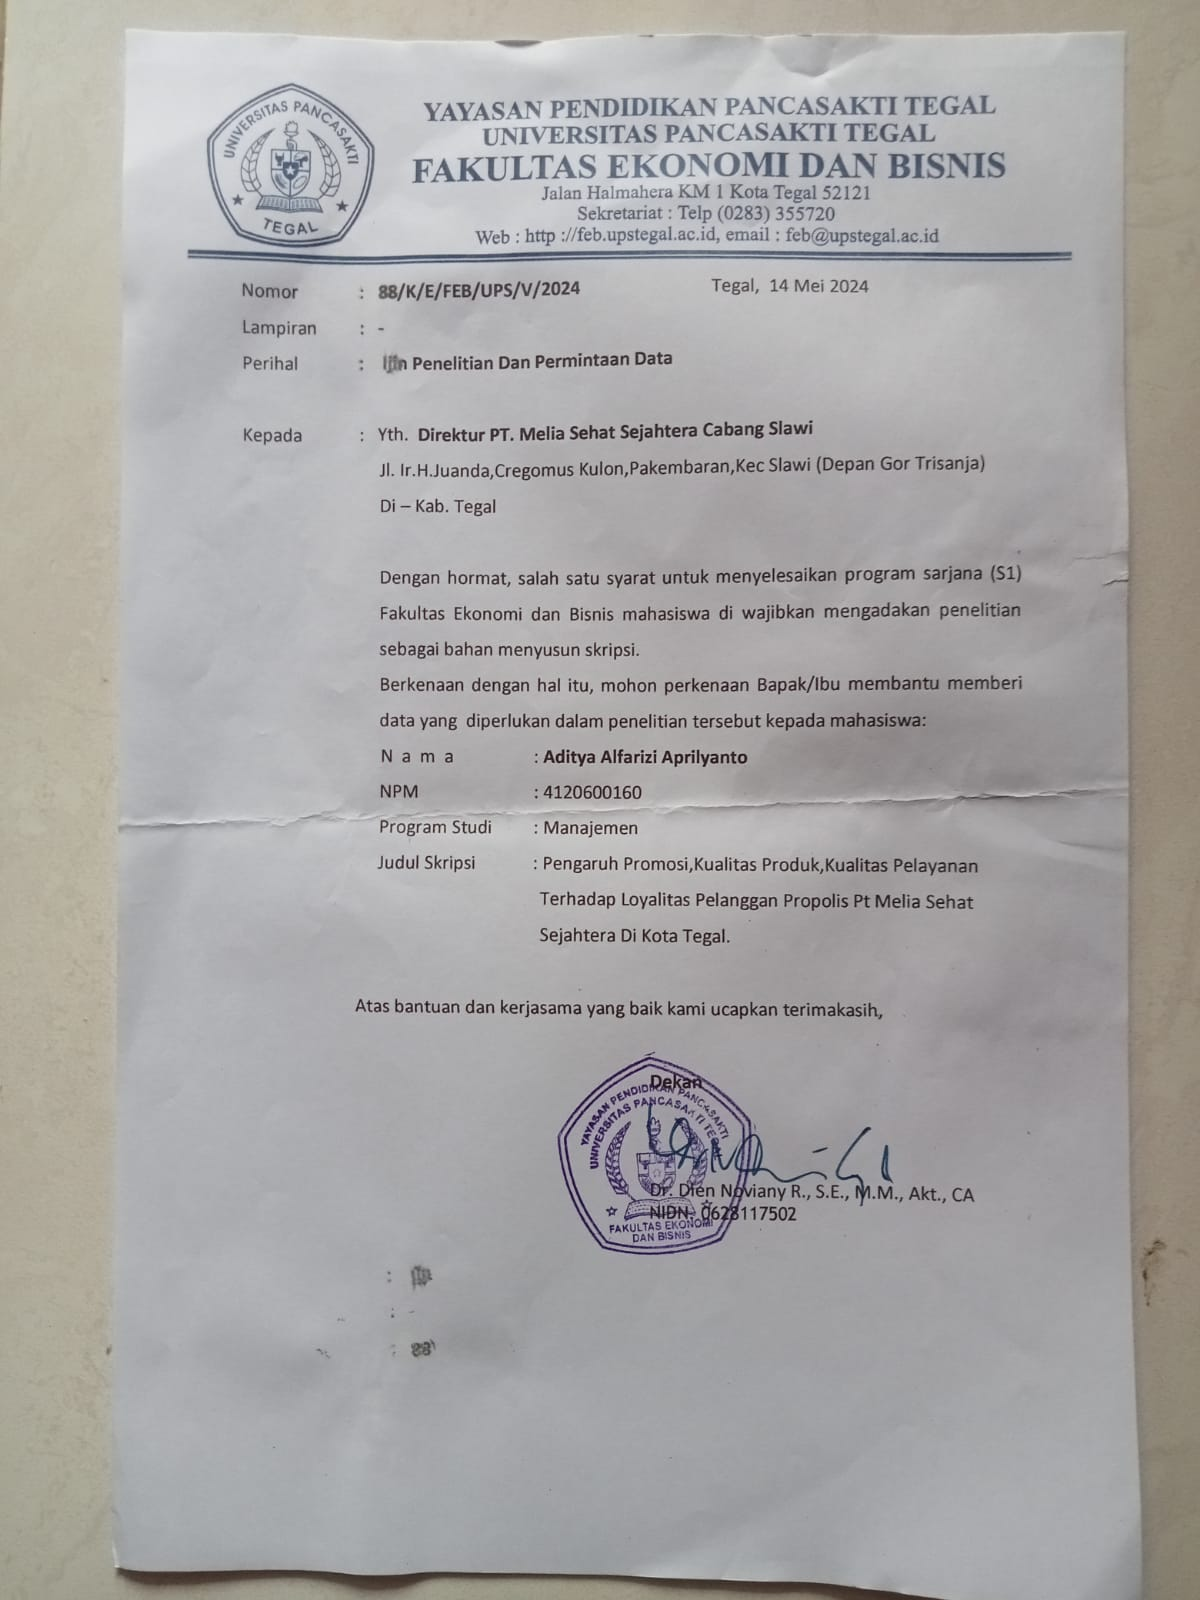 UNIVERSITAS PANCASAKTI
TEGAL
YAYASAN PENDIDIKAN PANCASAKTI TEGAL
UNIVERSITAS PANCASAKTI TEGAL
FAKULTAS EKONOMI DAN BISNIS
Jalan Halmahera KM 1 Kota Tegal 52121
Sekretariat : Telp (0283) 355720
Web : http ://feb.upstegal.ac.id, email : feb@upstegal.ac.id
Nomor : 88/K/E/FEB/UPS/V/2024 Tegal, 14 Mei 2024
Lampiran : -
Perihal : Ijin Penelitian Dan Permintaan Data
Kepada : Yth. Direktur PT. Melia Sehat Sejahtera Cabang Slawi
Jl. Ir.H.Juanda,Cregomus Kulon,Pakembaran,Kec Slawi (Depan Gor Trisanja)
Di – Kab. Tegal
Dengan hormat, salah satu syarat untuk menyelesaikan program sarjana (S1)
Fakultas Ekonomi dan Bisnis mahasiswa di wajibkan mengadakan penelitian
sebagai bahan menyusun skripsi.
Berkenaan dengan hal itu, mohon perkenaan Bapak/Ibu membantu memberi
data yang diperlukan dalam penelitian tersebut kepada mahasiswa:
N a m a : Aditya Alfarizi Aprilyanto
NPM : 4120600160
Program Studi : Manajemen
Judul Skripsi : Pengaruh Promosi,Kualitas Produk,Kualitas Pelayanan
Terhadap Loyalitas Pelanggan Propolis Pt Melia Sehat
Sejahtera Di Kota Tegal.
Atas bantuan dan kerjasama yang baik kami ucapkan terimakasih,
Dekan
YAYASAN PENDIDIKAN PANCASAKTI
UNIVERSITAS PANCASAKTI TEGAL
Dr. Dien Noviany R., S.E., M.M., Akt., CA
NIDN. 0628117502
FAKULTAS EKONOMI
DAN BISNIS
: 
: -
: 88